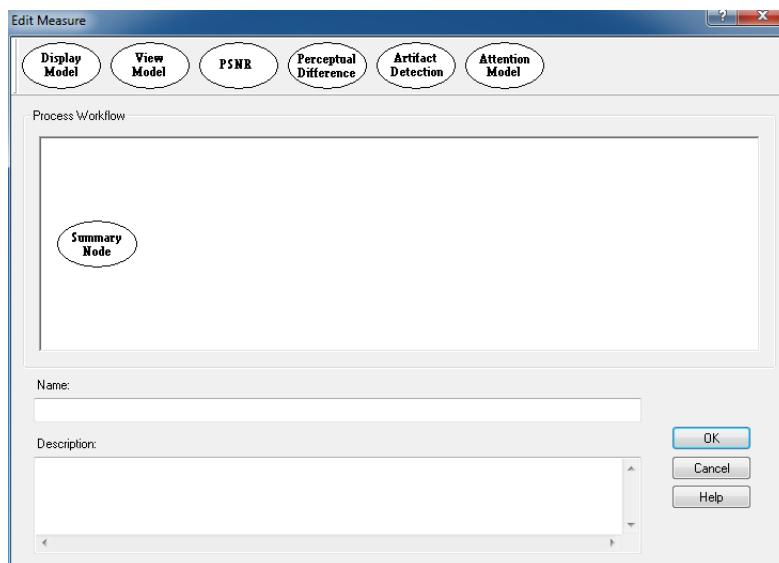 Edit Measure
?
X
Display
Model
View
Model
PSNR
Perceptual
Difference
Artifact
Detection
Attention
Model
Process Workflow
Summary
Node
Name:
Description:
OK
Cancel
Help